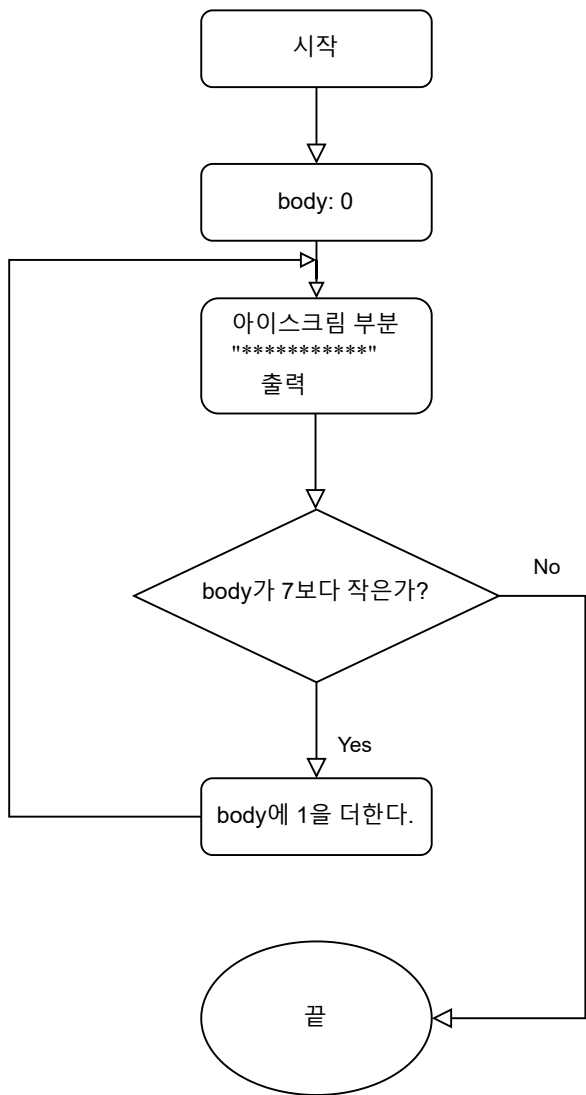 시작
body: 0
아이스크림 부분
"***********"
출력
body가 7보다 작은가?
No
Yes
body에 1을 더한다.
끝